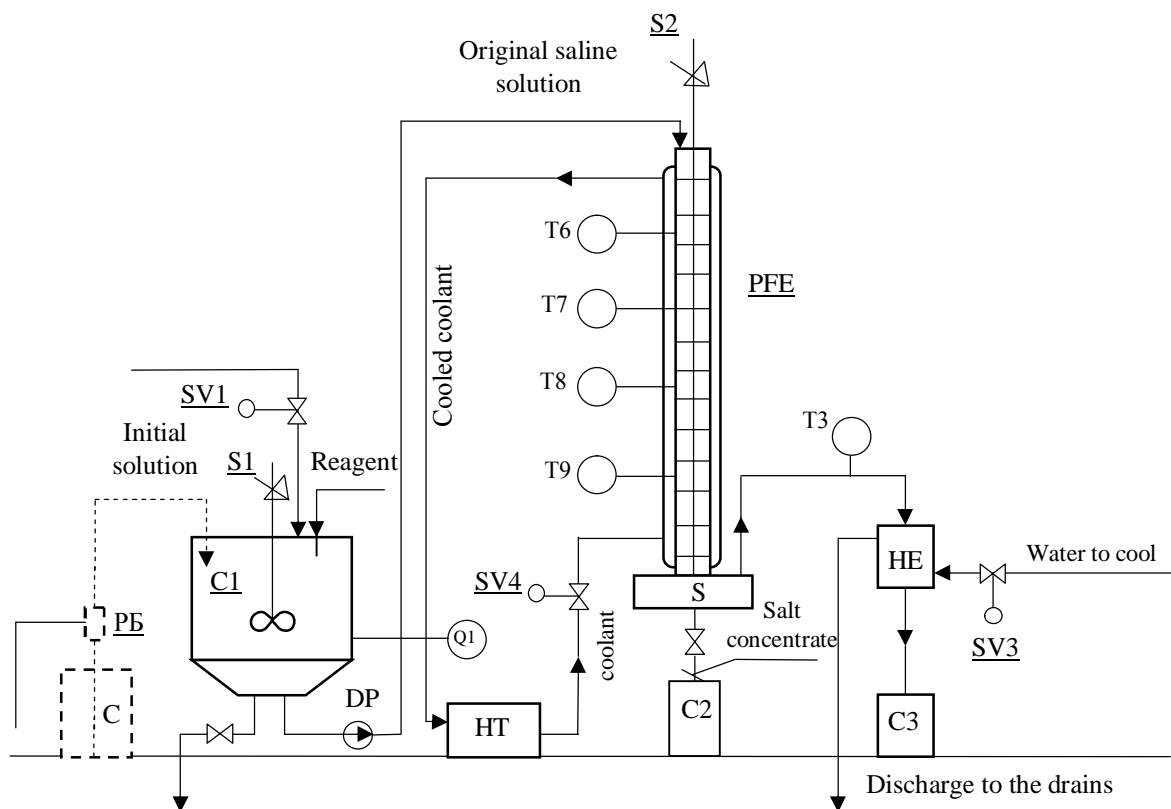 S2
Original saline
solution
T6
T7
PFE
Cooled coolant
T8
SV1
T3
Initial
solution
S1
Reagent
T9
HE
Water to cool
C1
SV4
S
Salt
concentrate
coolant
РБ
Q1
SV3
DP
C
HT
C2
C3
Discharge to the drains